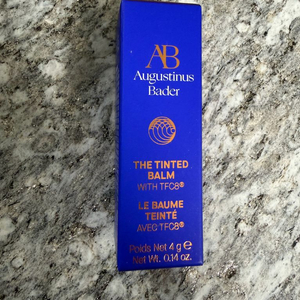 AB
Augustinus
Bader
THE TINTED
BALM
WITH TFC8®
LE BAUME
TEINTÉ
AVEC TFC8®
Poids Net 4 g ℮
Net Wt. 0.14 oz.